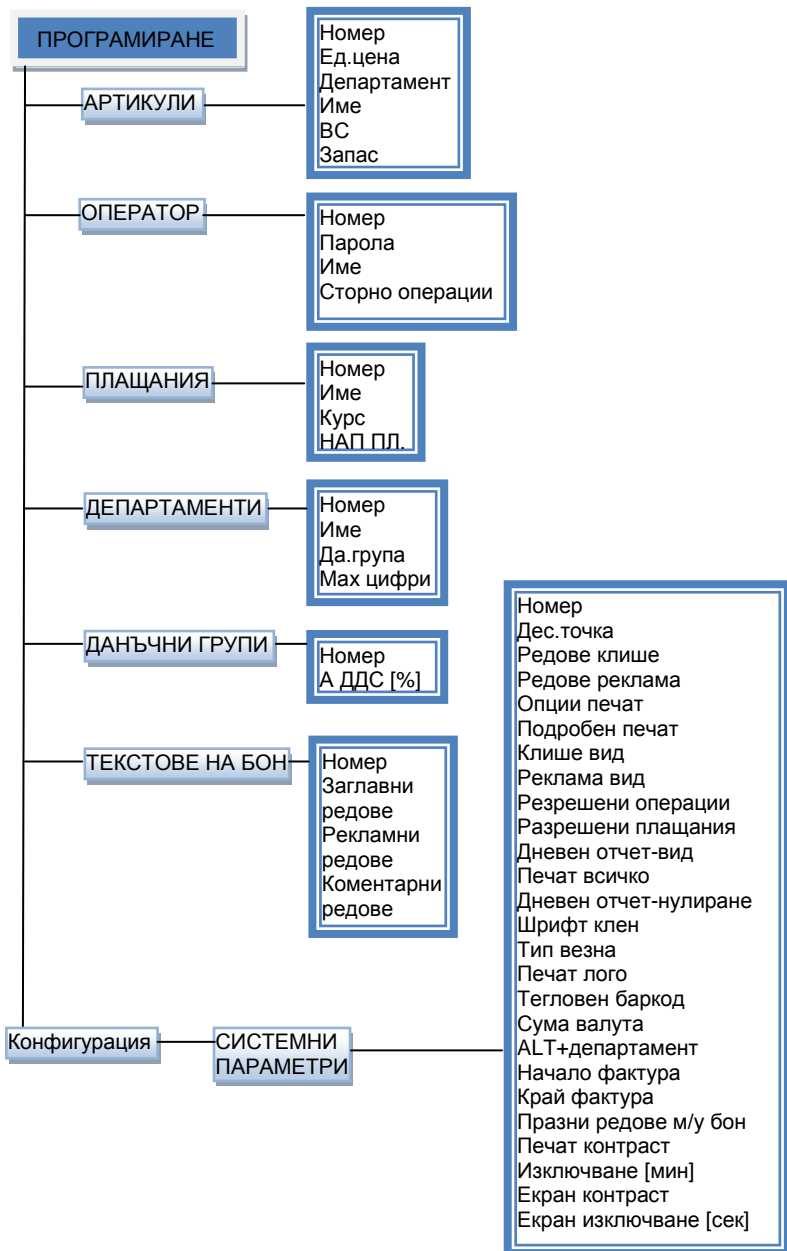 ПРОГРАМИРАНЕ
АРТИКУЛИ
Номер
Ед.цена
Департамент
Име
ВС
Запас
ОПЕРАТОР
Номер
Парола
Име
Сторно операции
ПЛАЩАНИЯ
Номер
Име
Курс
НАП ПЛ.
ДЕПАРТАМЕНТИ
Номер
Име
Да.група
Мах цифри
ДАНЪЧНИ ГРУПИ
Номер
А ДДС [%]
ТЕКСТОВЕ НА БОН
Номер
Заглавни
редове
Рекламни
редове
Коментарни
редове
Конфигурация
СИСТЕМНИ
ПАРАМЕТРИ
Номер
Дес.точка
Редове клише
Редове реклама
Опции печат
Подробен печат
Клише вид
Реклама вид
Резрешени операции
Разрешени плащания
Дневен отчет-вид
Печат всичко
Дневен отчет-нулиране
Шрифт клен
Тип везна
Печат лого
Тегловен баркод
Сума валута
ALT+департамент
Начало фактура
Край фактура
Празни редове м/у бон
Печат контраст
Изключване [мин]
Екран контраст
Екран изключване [сек]